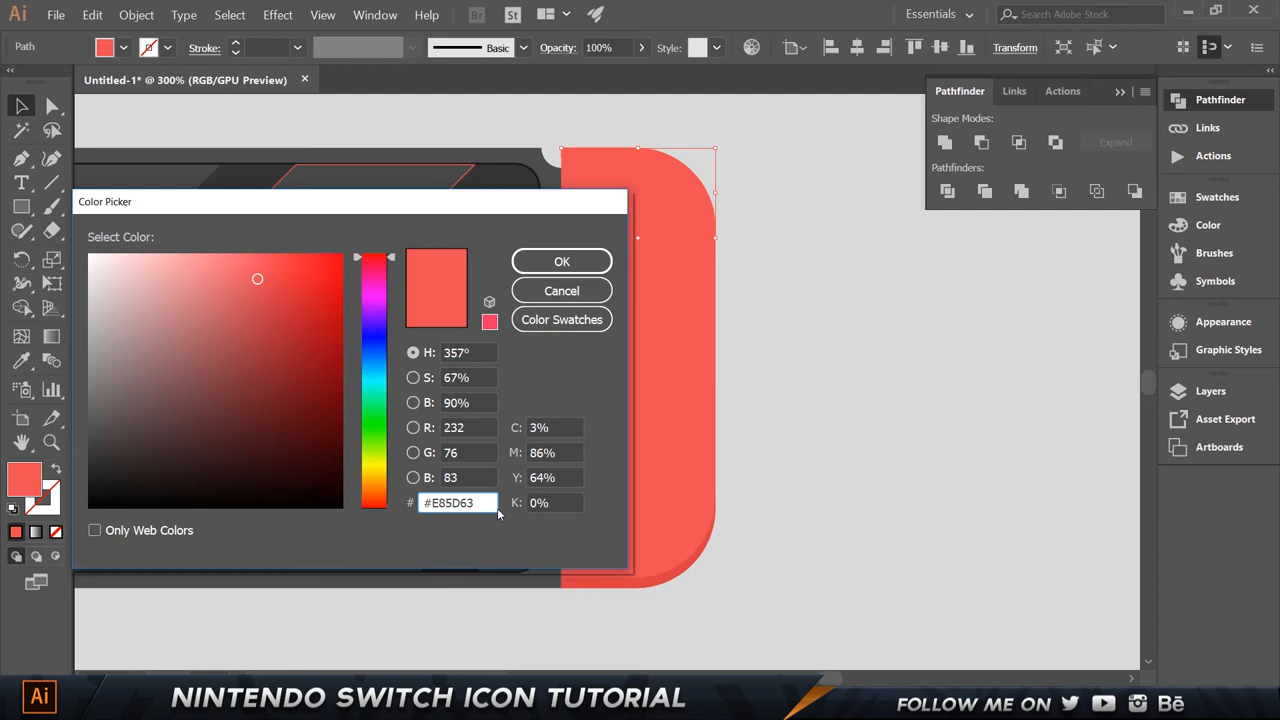 Ai File Edit Object Type Select Effect View Window Help Br St Essentials Search Adobe Stock
Path Stroke: Basic Opacity: 100% Style: Transform
Untitled-1* @ 300% (RGB/GPU Preview)
Pathfinder Links Actions
Shape Modes:
Expand
Pathfinders:
Pathfinder
Links
Actions
Swatches
Color
Brushes
Symbols
Appearance
Graphic Styles
Layers
Asset Export
Artboards
Color Picker
Select Color:
OK
Cancel
Color Swatches
H: 357º
S: 67%
B: 90%
R: 232 C: 3%
G: 76 M: 86%
B: 83 Y: 64%
# #E85D63 K: 0%
Only Web Colors
Ai NINTENDO SWITCH ICON TUTORIAL FOLLOW ME ON Bē